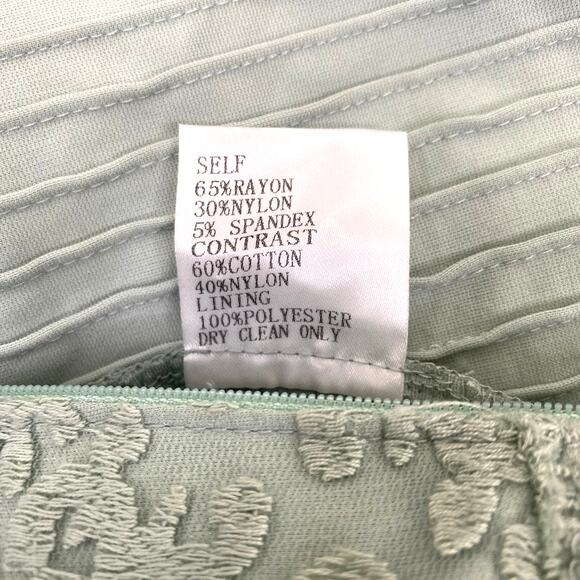 SELF
65%RAYON
30%NYLON
5% SPANDEX
CONTRAST
60%COTTON
40%NYLON
LINING
100%POLYESTER
DRY CLEAN ONLY